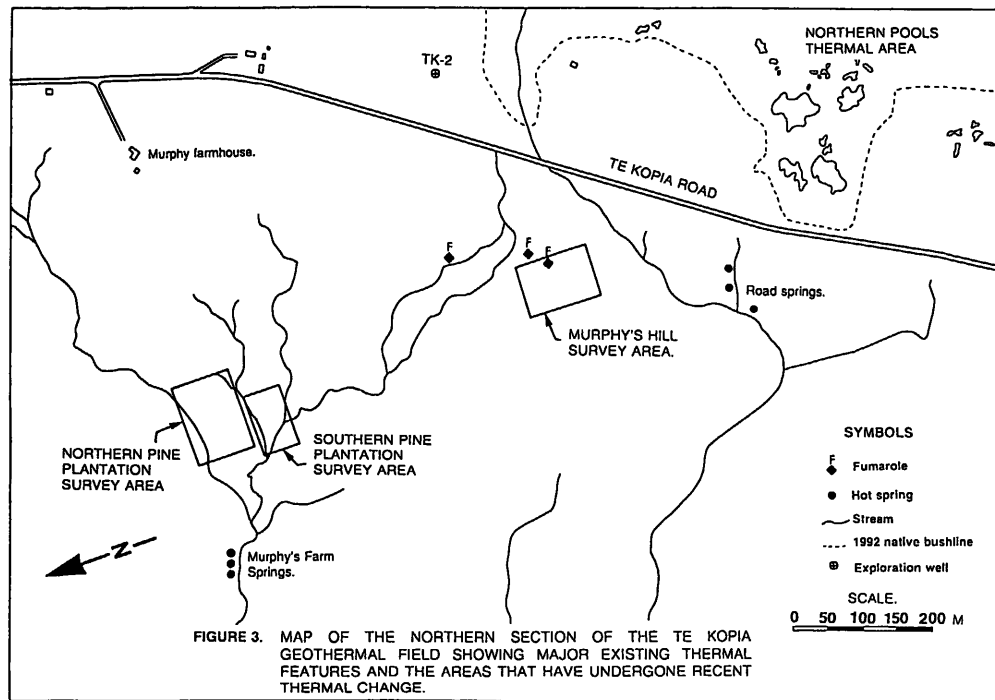 NORTHERN POOLS
THERMAL AREA
TK-2
Murphy farmhouse.
TE KOPIA ROAD
F
F
F
Road springs.
MURPHY'S HILL
SURVEY AREA.
NORTHERN PINE
PLANTATION
SURVEY AREA
SOUTHERN PINE
PLANTATION
SURVEY AREA
N
Murphy's Farm
Springs.
SYMBOLS
F
Fumarole
Hot spring
Stream
1992 native bushline
Exploration well
SCALE.
0 50 100 150 200 M
FIGURE 3. MAP OF THE NORTHERN SECTION OF THE TE KOPIA
GEOTHERMAL FIELD SHOWING MAJOR EXISTING THERMAL
FEATURES AND THE AREAS THAT HAVE UNDERGONE RECENT
THERMAL CHANGE.